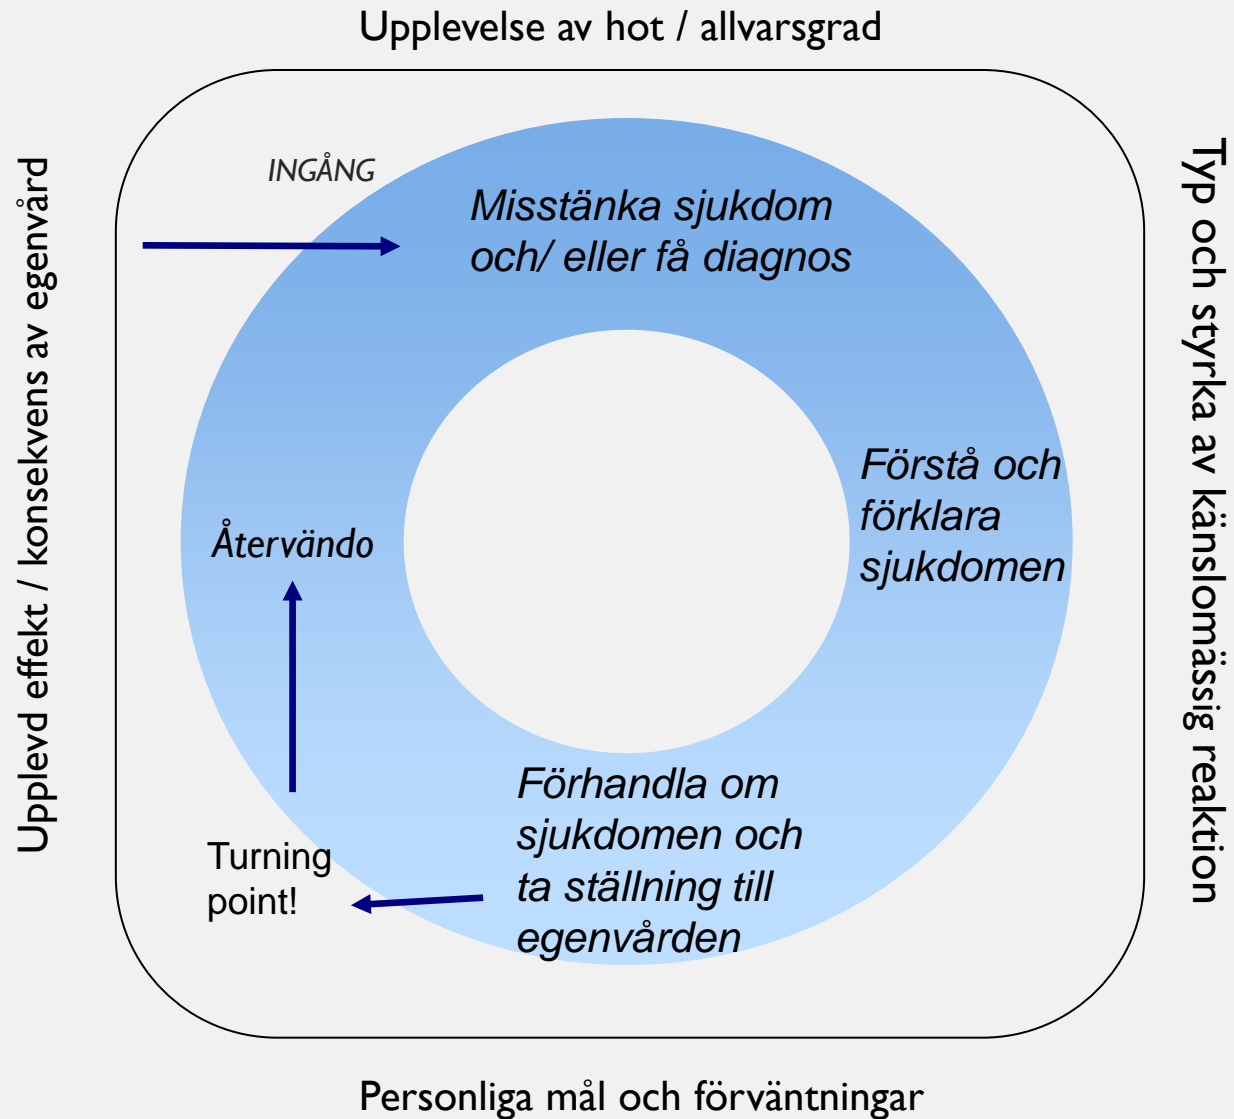 Upplevelse av hot / allvarsgrad
INGÅNG
Misstänka sjukdom
och/ eller få diagnos
Upplevd effekt / konsekvens av egenvård
Typ och styrka av känslomässig reaktion
Förstå och
förklara
sjukdomen
Återvändo
Turning
point!
Förhandla om
sjukdomen och
ta ställning till
egenvården
Personliga mål och förväntningar